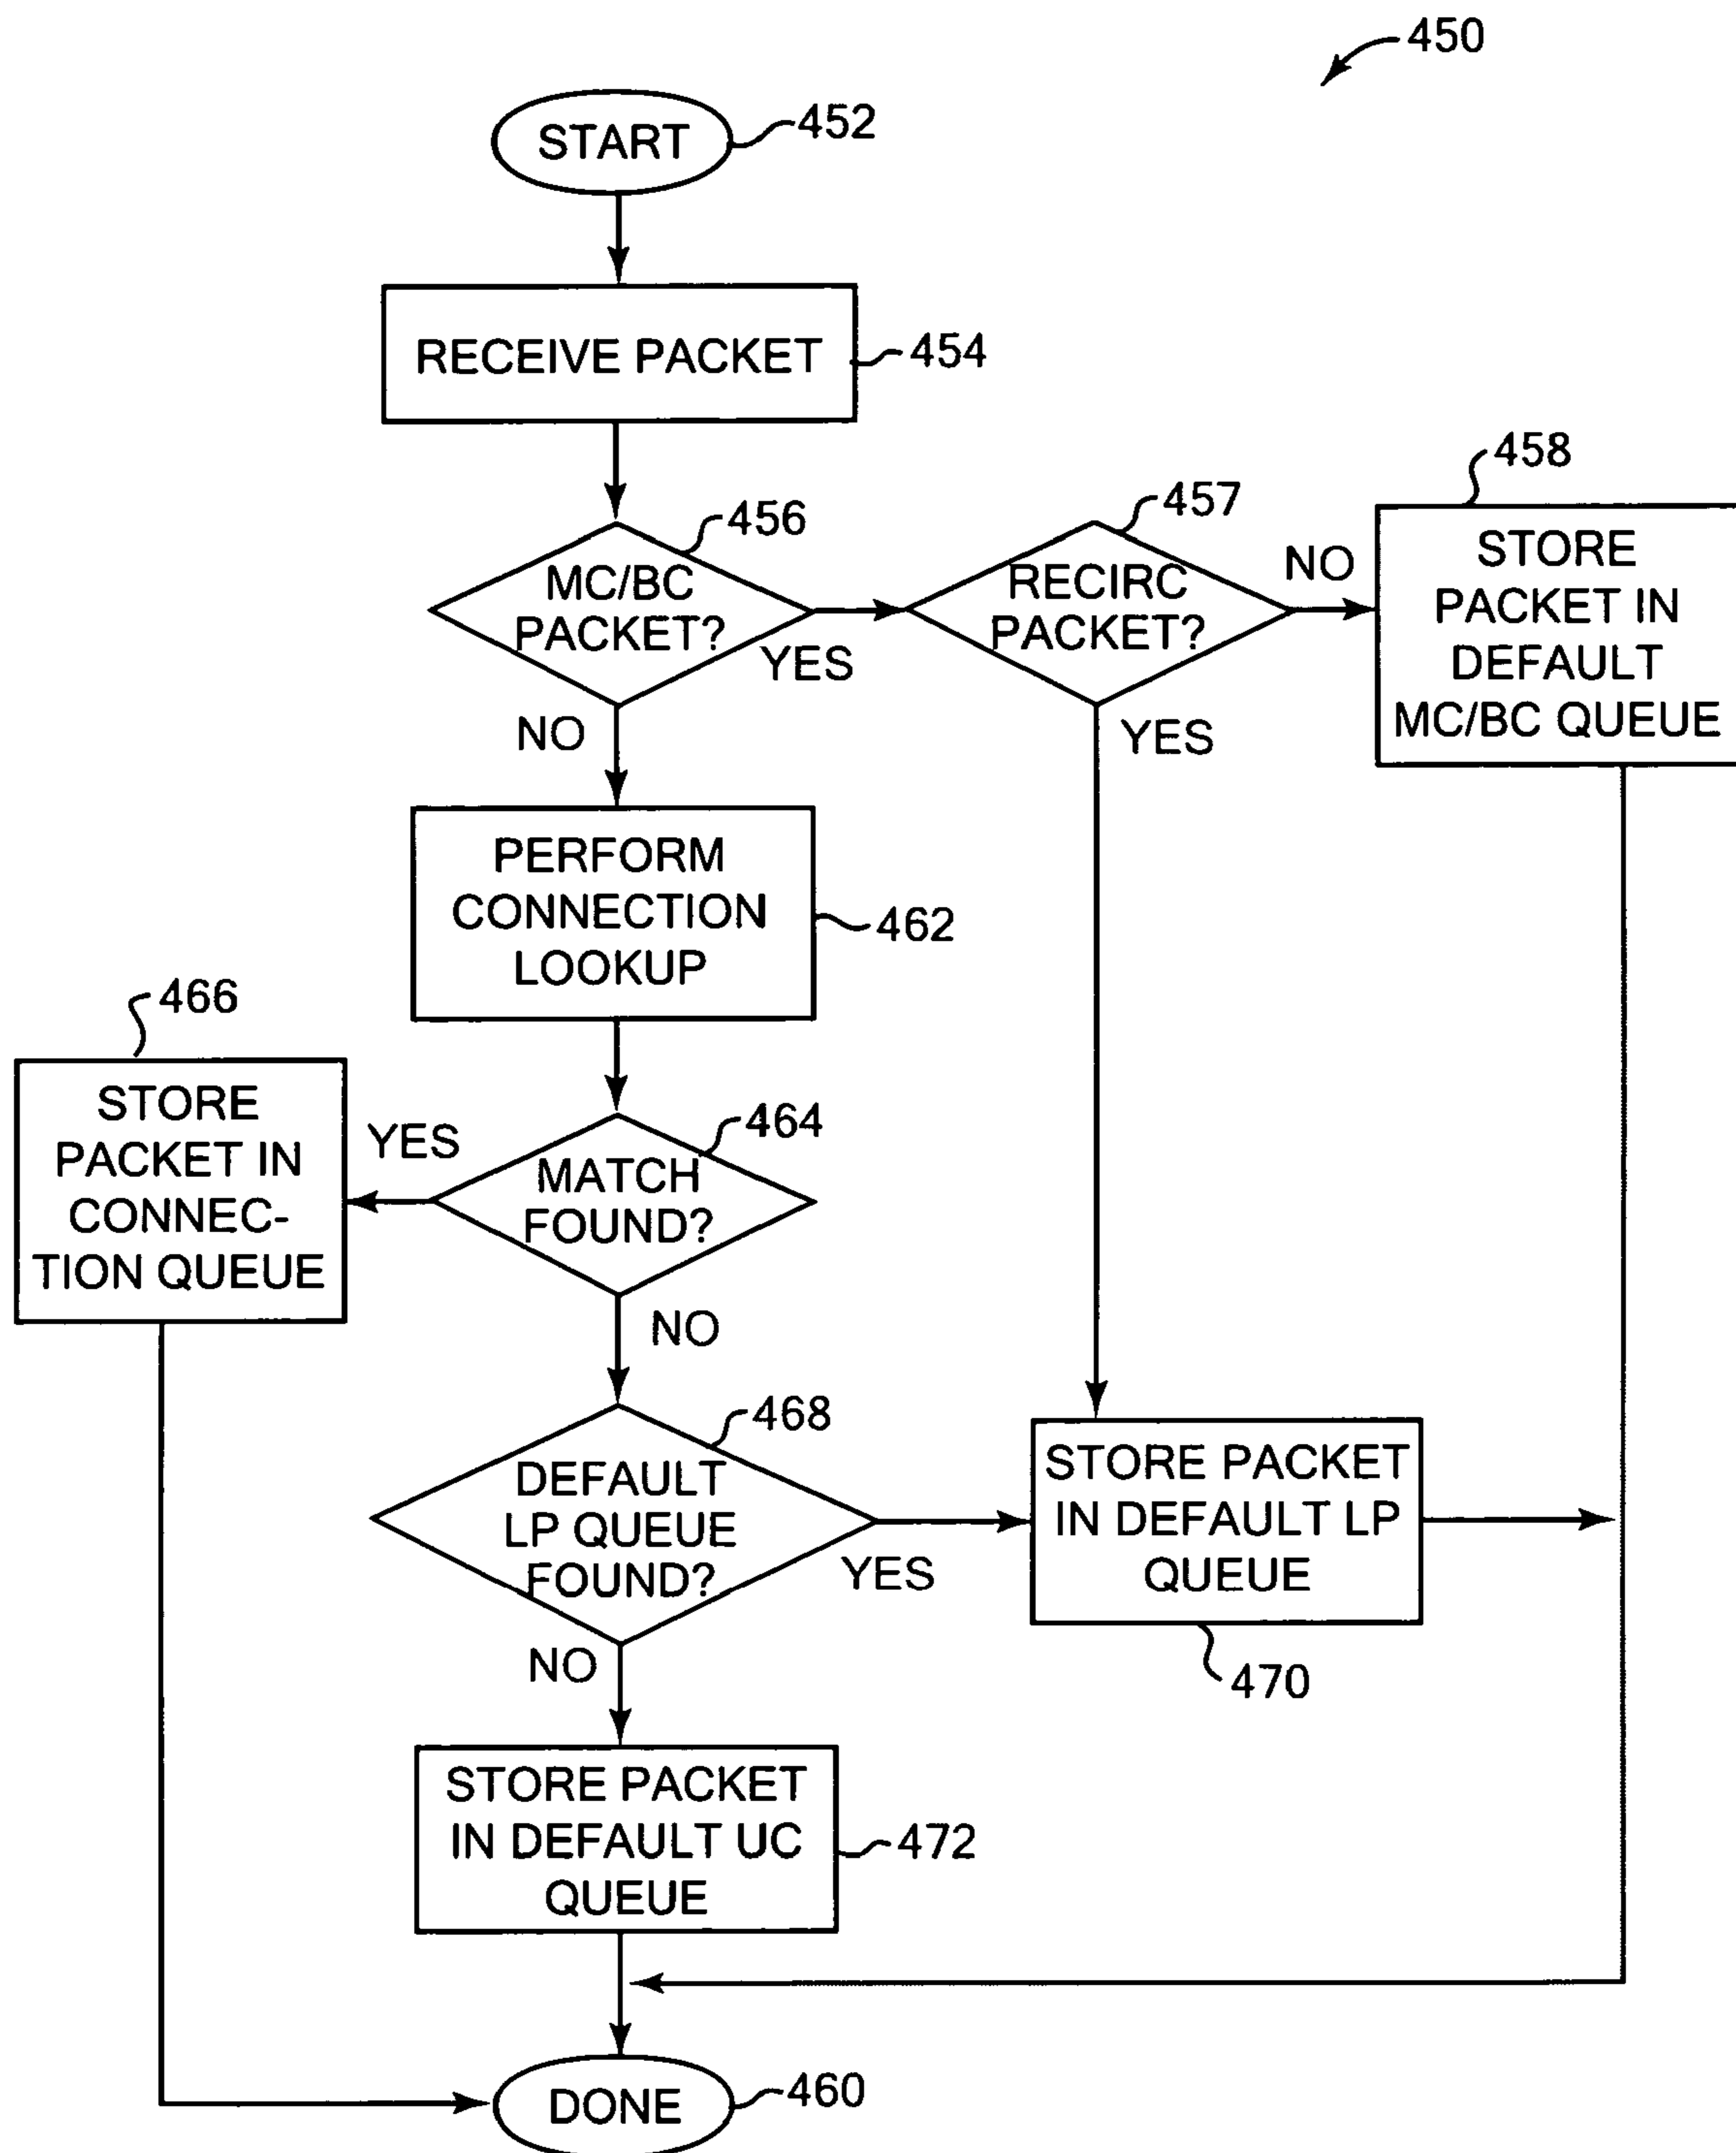 450
START
452
RECEIVE PACKET
454
MC/BC
PACKET?
456
YES
NO
RECIRC
PACKET?
457
NO
YES
STORE
PACKET IN
DEFAULT
MC/BC QUEUE
458
PERFORM
CONNECTION
LOOKUP
462
MATCH
FOUND?
464
YES
NO
STORE
PACKET IN
CONNEC-
TION QUEUE
466
DEFAULT
LP QUEUE
FOUND?
468
YES
NO
STORE PACKET
IN DEFAULT LP
QUEUE
470
STORE PACKET
IN DEFAULT UC
QUEUE
472
DONE
460